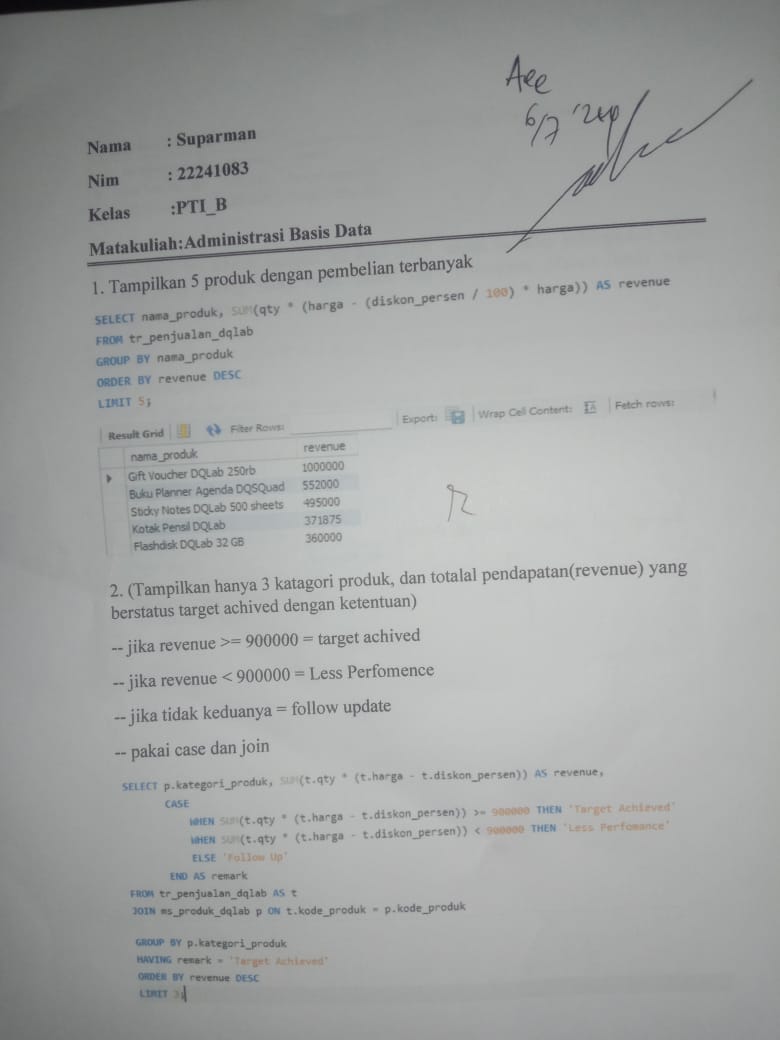 Acc
6/7 '24
Nama : Suparman
Nim : 22241083
Kelas :PTI_B
Matakuliah:Administrasi Basis Data
1. Tampilkan 5 produk dengan pembelian terbanyak
SELECT nama_produk, SUM(qty * (harga - (diskon_persen / 100) * harga)) AS revenue
FROM tr_penjualan_dqlab
GROUP BY nama_produk
ORDER BY revenue DESC
LIMIT 5;
Result Grid Filter Rows: Export: Wrap Cell Content: Fetch rows:
nama_produk revenue
Gift Voucher DQLab 250rb 1000000
Buku Planner Agenda DQSQuad 552000
Sticky Notes DQLab 500 sheets 495000
Kotak Pensil DQLab 371875
Flashdisk DQLab 32 GB 360000
2. (Tampilkan hanya 3 katagori produk, dan totalal pendapatan(revenue) yang
berstatus target achived dengan ketentuan)
-- jika revenue >= 900000 = target achived
-- jika revenue < 900000 = Less Perfomence
-- jika tidak keduanya = follow update
-- pakai case dan join
SELECT p.kategori_produk, SUM(t.qty * (t.harga - t.diskon_persen)) AS revenue,
CASE
WHEN SUM(t.qty * (t.harga - t.diskon_persen)) >= 900000 THEN 'Target Achieved'
WHEN SUM(t.qty * (t.harga - t.diskon_persen)) < 900000 THEN 'Less Perfomance'
ELSE 'Follow Up'
END AS remark
FROM tr_penjualan_dqlab AS t
JOIN ms_produk_dqlab p ON t.kode_produk = p.kode_produk
GROUP BY p.kategori_produk
HAVING remark = 'Target Achieved'
ORDER BY revenue DESC
LIMIT 3;